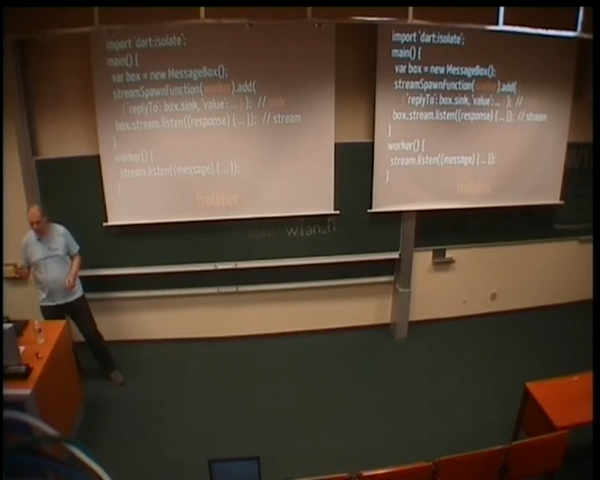 import 'dart:isolate';
main() {
var box = new MessageBox();
streamSpawnFunction(worker).add(
{ 'replyTo': box.sink, 'value': ... } ); // sink
box.stream.listen((response) { ... }); // stream
}
worker() {
stream.listen((message) { ... });
}
Isolates
import 'dart:isolate';
main() {
var box = new MessageBox();
streamSpawnFunction(worker).add(
{ 'replyTo': box.sink, 'value': ... } ); // sink
box.stream.listen((response) { ... }); // stream
}
worker() {
stream.listen((message) { ... });
}
Isolates